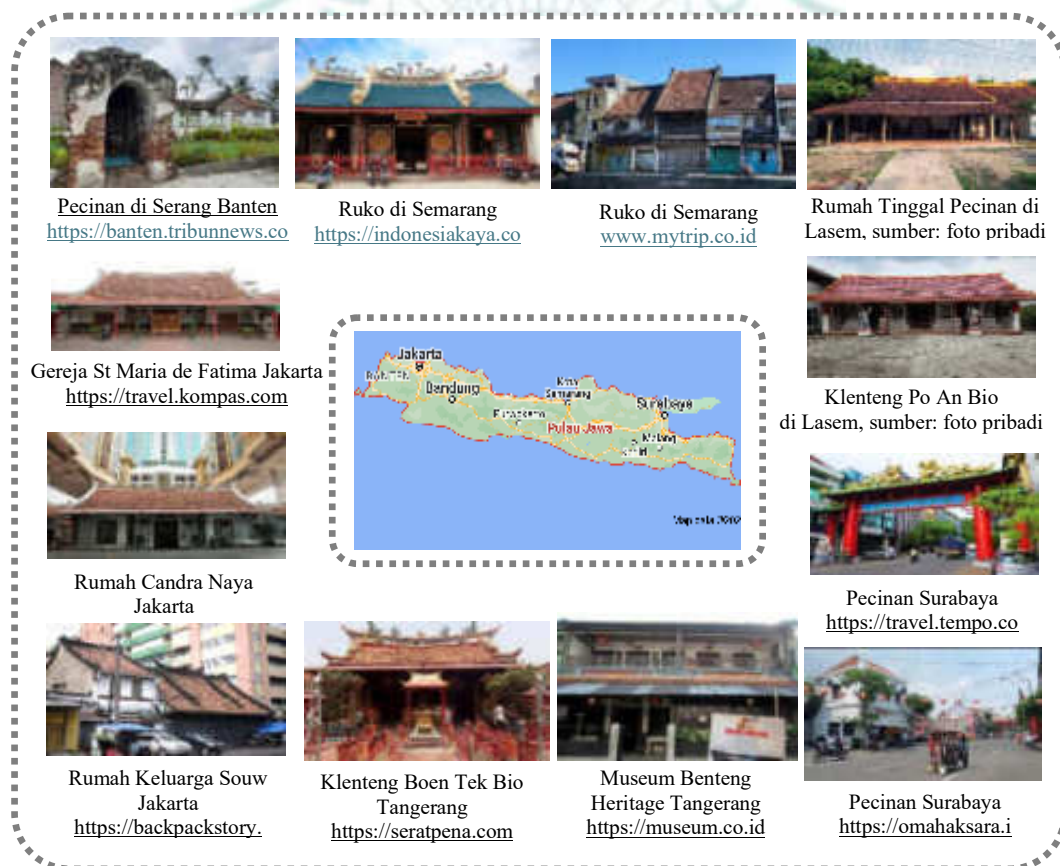 Pecinan di Serang Banten
https://banten.tribunnews.co
Ruko di Semarang
https://indonesiakaya.co
Ruko di Semarang
www.mytrip.co.id
Rumah Tinggal Pecinan di
Lasem, sumber: foto pribadi
Gereja St Maria de Fatima Jakarta
https://travel.kompas.com
Jakarta
Bandung
Semarang
Surabaya
Pulau Jawa
Malang
Map data
Klenteng Po An Bio
di Lasem, sumber: foto pribadi
Rumah Candra Naya
Jakarta
Pecinan Surabaya
https://travel.tempo.co
Rumah Keluarga Souw
Jakarta
https://backpackstory.
Klenteng Boen Tek Bio
Tangerang
https://seratpena.com
Museum Benteng
Heritage Tangerang
https://museum.co.id
Pecinan Surabaya
https://omahaksara.i